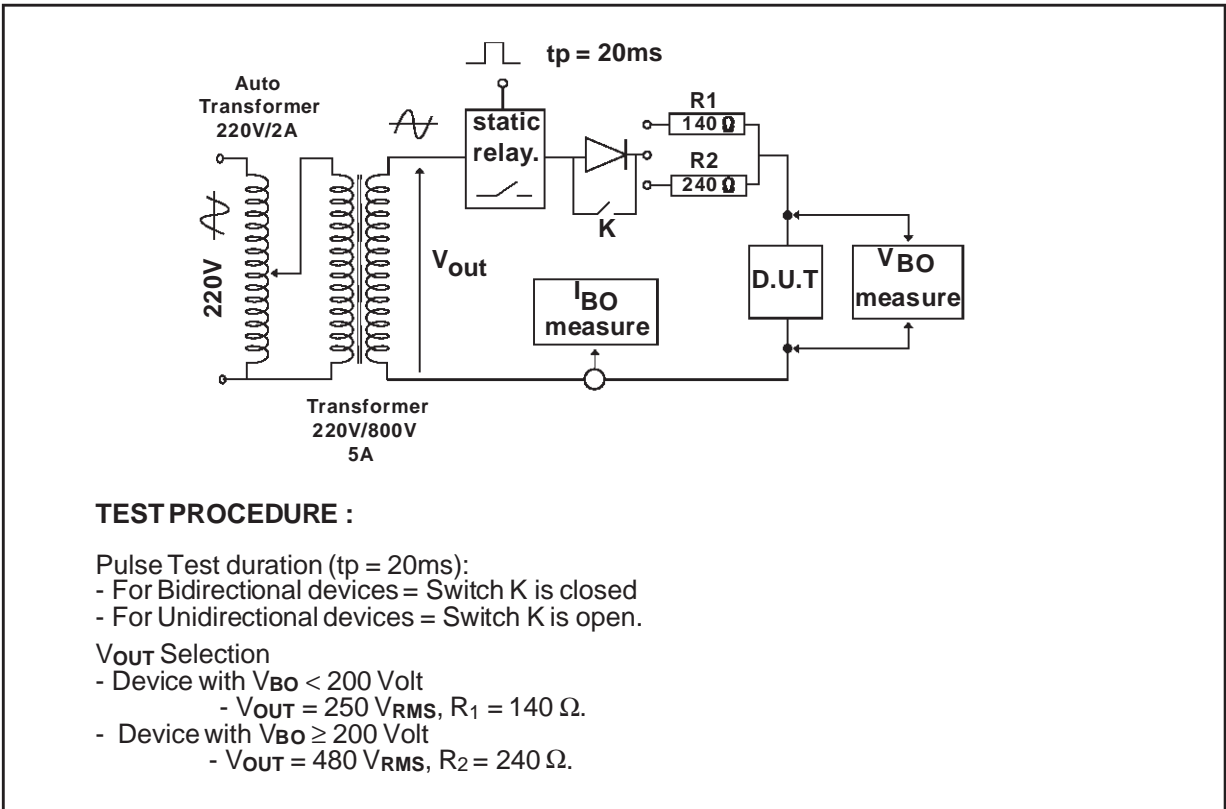 tp = 20ms
Auto
Transformer
220V/2A
static
relay.
R1
140 Ω
R2
240 Ω
K
220V
Vout
IBO
measure
D.U.T
VBO
measure
Transformer
220V/800V
5A
TEST PROCEDURE :
Pulse Test duration (tp = 20ms):
- For Bidirectional devices = Switch K is closed
- For Unidirectional devices = Switch K is open.
VOUT Selection
- Device with VBO < 200 Volt
- VOUT = 250 VRMS, R1 = 140 Ω.
- Device with VBO ≥ 200 Volt
- VOUT = 480 VRMS, R2 = 240 Ω.